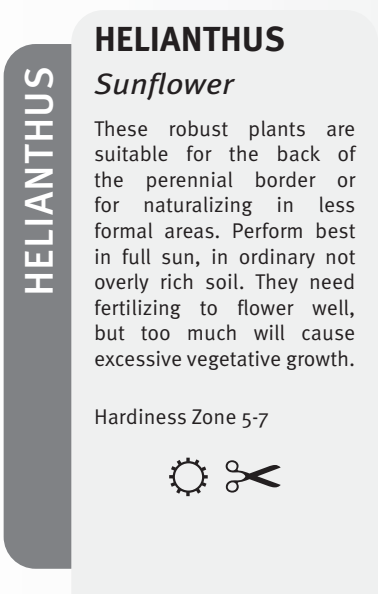 HELIANTHUS
HELIANTHUS
Sunflower
These robust plants are
suitable for the back of
the perennial border or
for naturalizing in less
formal areas. Perform best
in full sun, in ordinary not
overly rich soil. They need
fertilizing to flower well,
but too much will cause
excessive vegetative growth.
Hardiness Zone 5-7